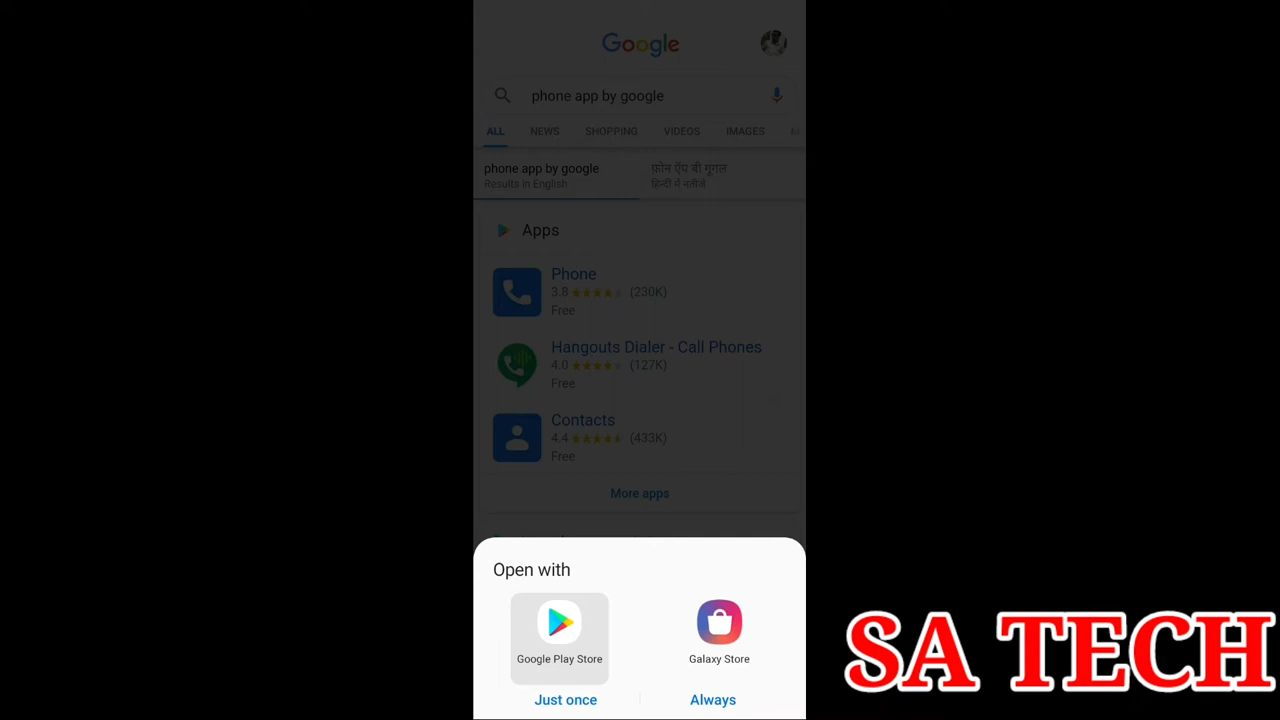 Google
phone app by google
ALL NEWS SHOPPING VIDEOS IMAGES
phone app by google
Results in English
फोन ऍप बी गूगल
हिन्दी में नतीजे
Apps
Phone
3.8 (230K)
Free
Hangouts Dialer - Call Phones
4.0 (127K)
Free
Contacts
4.4 (433K)
Free
More apps
Open with
Google Play Store
Galaxy Store
Just once
Always
SA TECH